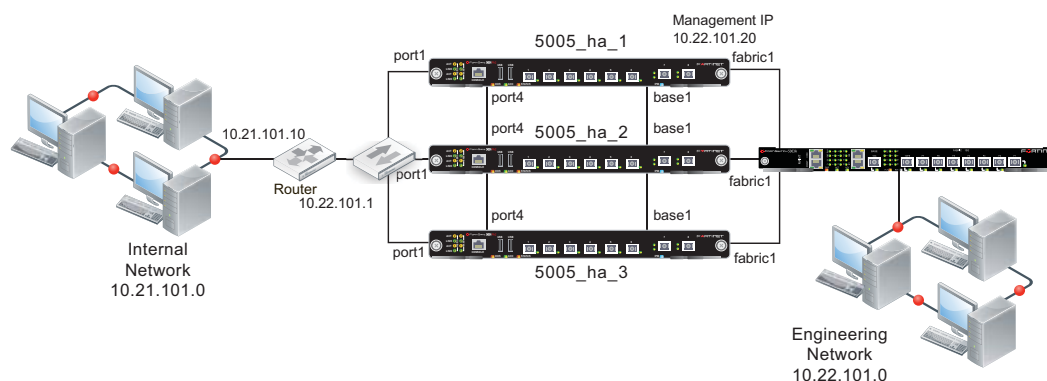 Management IP
10.22.101.20
5005_ha_1
port1
fabric1
port4
base1
port4
5005_ha_2
base1
10.21.101.10
Router
10.22.101.1
port1
fabric1
port4
base1
port1
5005_ha_3
fabric1
Internal
Network
10.21.101.0
Engineering
Network
10.22.101.0